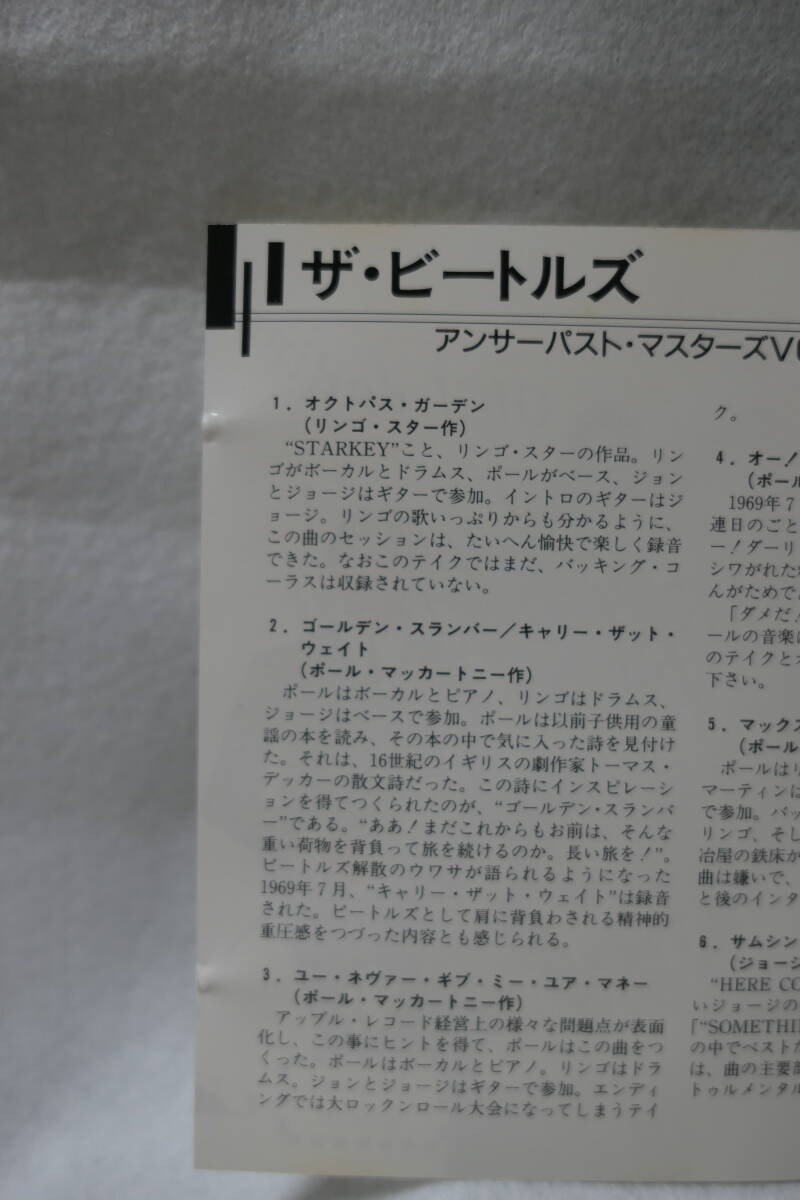 ザ・ビートルズ
アンサーパスト・マスターズV
1．オクトパス・ガーデン
（リンゴ・スター作）
“STARKEY”こと、リンゴ・スターの作品。リン
ゴがボーカルとドラムス、ポールがベース、ジョン
とジョージはギターで参加。イントロのギターはジ
ョージ。リンゴの歌いっぷりからも分かるように、
この曲のセッションは、たいへん愉快で楽しく録音
できた。なおこのテイクではまだ、バッキング・コ
ーラスは収録されていない。
2．ゴールデン・スランバー／キャリー・ザット・
ウェイト
（ポール・マッカートニー作）
ポールはボーカルとピアノ、リンゴはドラムス、
ジョージはベースで参加。ポールは以前子供用の童
謡の本を読み、その本の中で気に入った詩を見付け
た。それは、16世紀のイギリスの劇作家トーマス・
デッカーの散文詩だった。この詩にインスピレーシ
ョンを得てつくられたのが、“ゴールデン・スランバ
ー”である。“ああ！まだこれからもお前は、そんな
重い荷物を背負って旅を続けるのか。長い旅を！”。
ビートルズ解散のウワサが語られるようになった
1969年7月、“キャリー・ザット・ウェイト”は録音
された。ビートルズとして肩に背負わされる精神的
重圧感をつづった内容とも感じられる。
3．ユー・ネヴァー・ギブ・ミー・ユア・マネー
（ポール・マッカートニー作）
アップル・レコード経営上の様々な問題点が表面
化し、この事にヒントを得て、ポールはこの曲をつ
くった。ポールはボーカルとピアノ。リンゴはドラ
ムス。ジョンとジョージはギターで参加。エンディ
ングでは大ロックンロール大会になってしまうテイ
ク。
4．オー！
（ポール
1969年7
連日のごと
ー！ダーリ
シワがれた
んがためで
「ダメだ！
ールの音楽
のテイクと
下さい。
5．マックス
（ポール
ポールは
マーティンは
で参加。バッ
リンゴ、そし
冶屋の鉄床が
曲は嫌いで、
と後のインタ
6．サムシン
（ジョージ
“HERE CO
いジョージの
「“SOMETHI
の中でベストだ
は、曲の主要部
トゥルメンタル